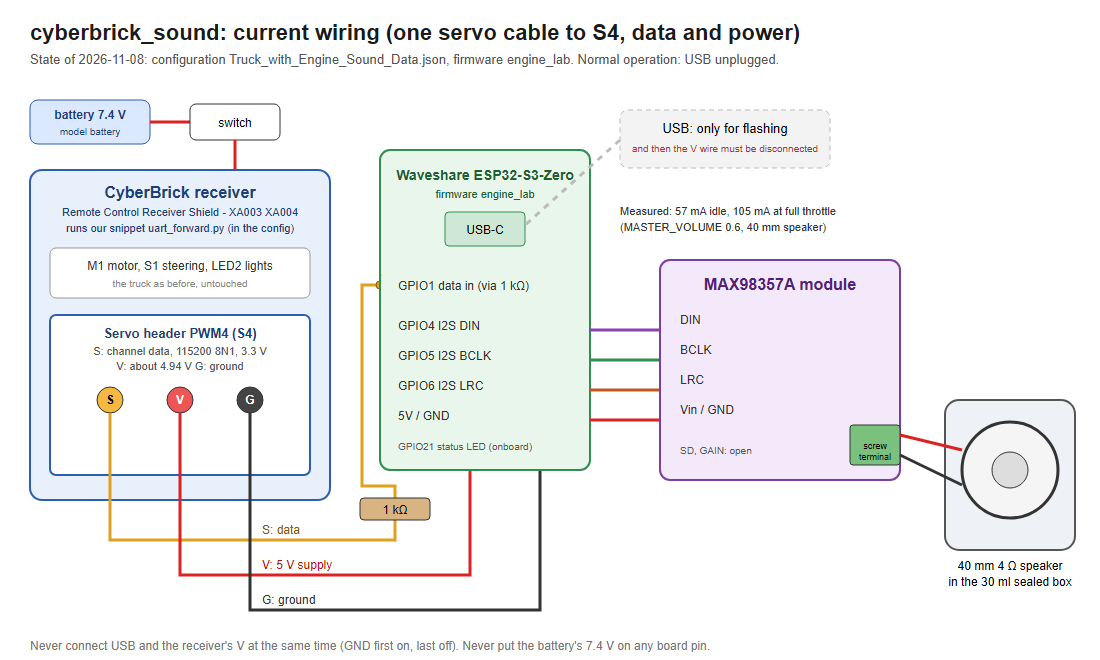 cyberbrick_sound: current wiring (one servo cable to S4, data and power)
State of 2026-11-08: configuration Truck_with_Engine_Sound_Data.json, firmware engine_lab. Normal operation: USB unplugged.
battery 7.4 V
model battery
switch
CyberBrick receiver
Remote Control Receiver Shield - XA003 XA004
runs our snippet uart_forward.py (in the config)
M1 motor, S1 steering, LED2 lights
the truck as before, untouched
Servo header PWM4 (S4)
S: channel data, 115200 8N1, 3.3 V
V: about 4.94 V G: ground
S
V
G
Waveshare ESP32-S3-Zero
firmware engine_lab
USB-C
GPIO1 data in (via 1 kΩ)
GPIO4 I2S DIN
GPIO5 I2S BCLK
GPIO6 I2S LRC
5V / GND
GPIO21 status LED (onboard)
USB: only for flashing
and then the V wire must be disconnected
Measured: 57 mA idle, 105 mA at full throttle
(MASTER_VOLUME 0.6, 40 mm speaker)
MAX98357A module
DIN
BCLK
LRC
Vin / GND
SD, GAIN: open
screw
terminal
40 mm 4 Ω speaker
in the 30 ml sealed box
1 kΩ
S: data
V: 5 V supply
G: ground
Never connect USB and the receiver's V at the same time (GND first on, last off). Never put the battery's 7.4 V on any board pin.